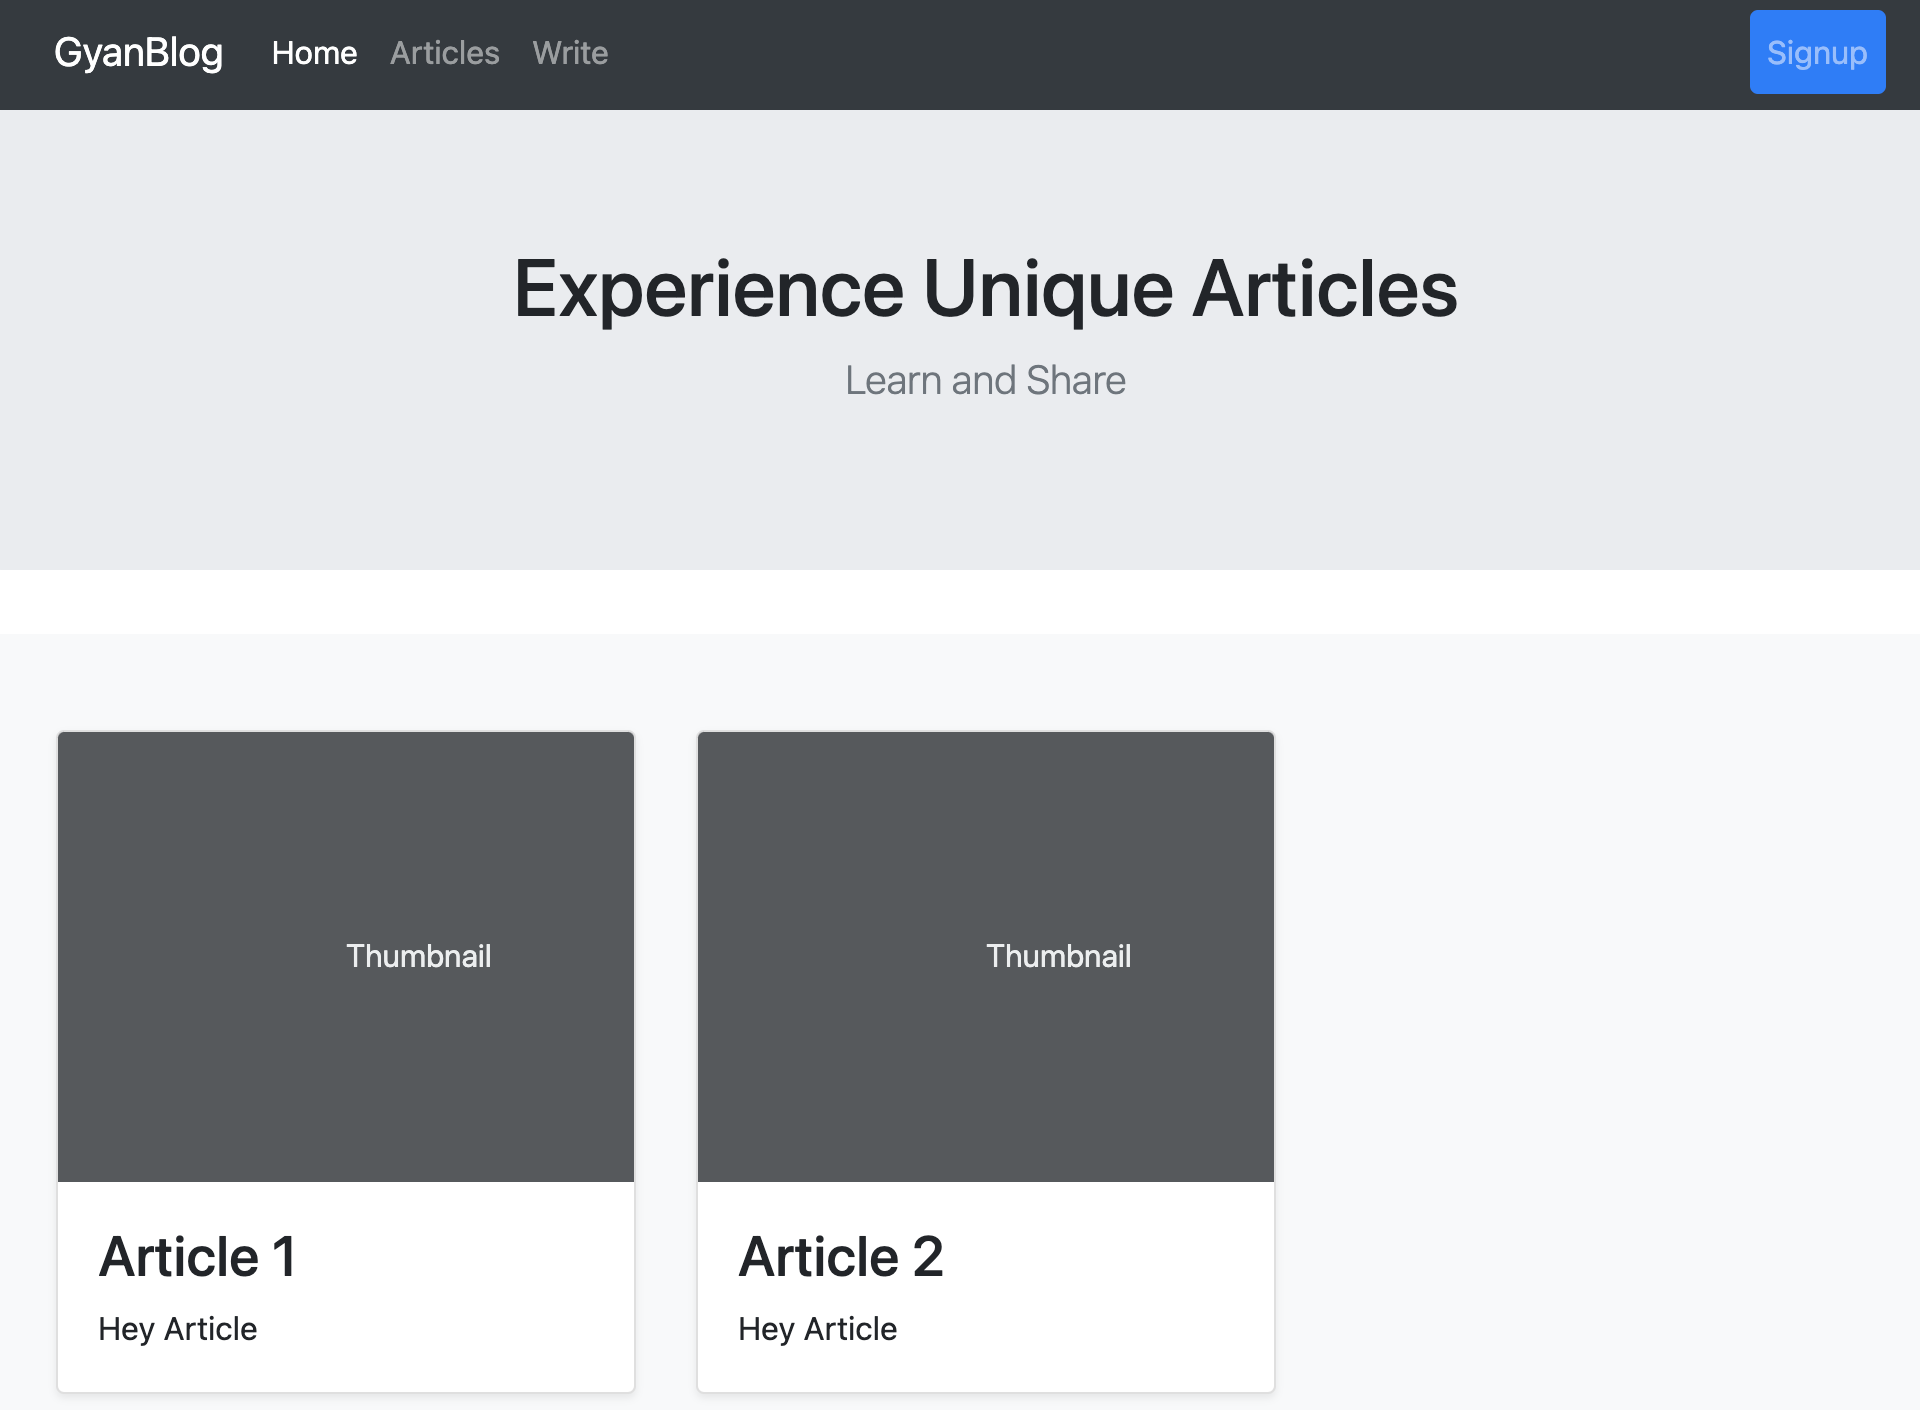 GyanBlog Home Articles Write Signup
Experience Unique Articles
Learn and Share
Thumbnail
Article 1
Hey Article
Thumbnail
Article 2
Hey Article